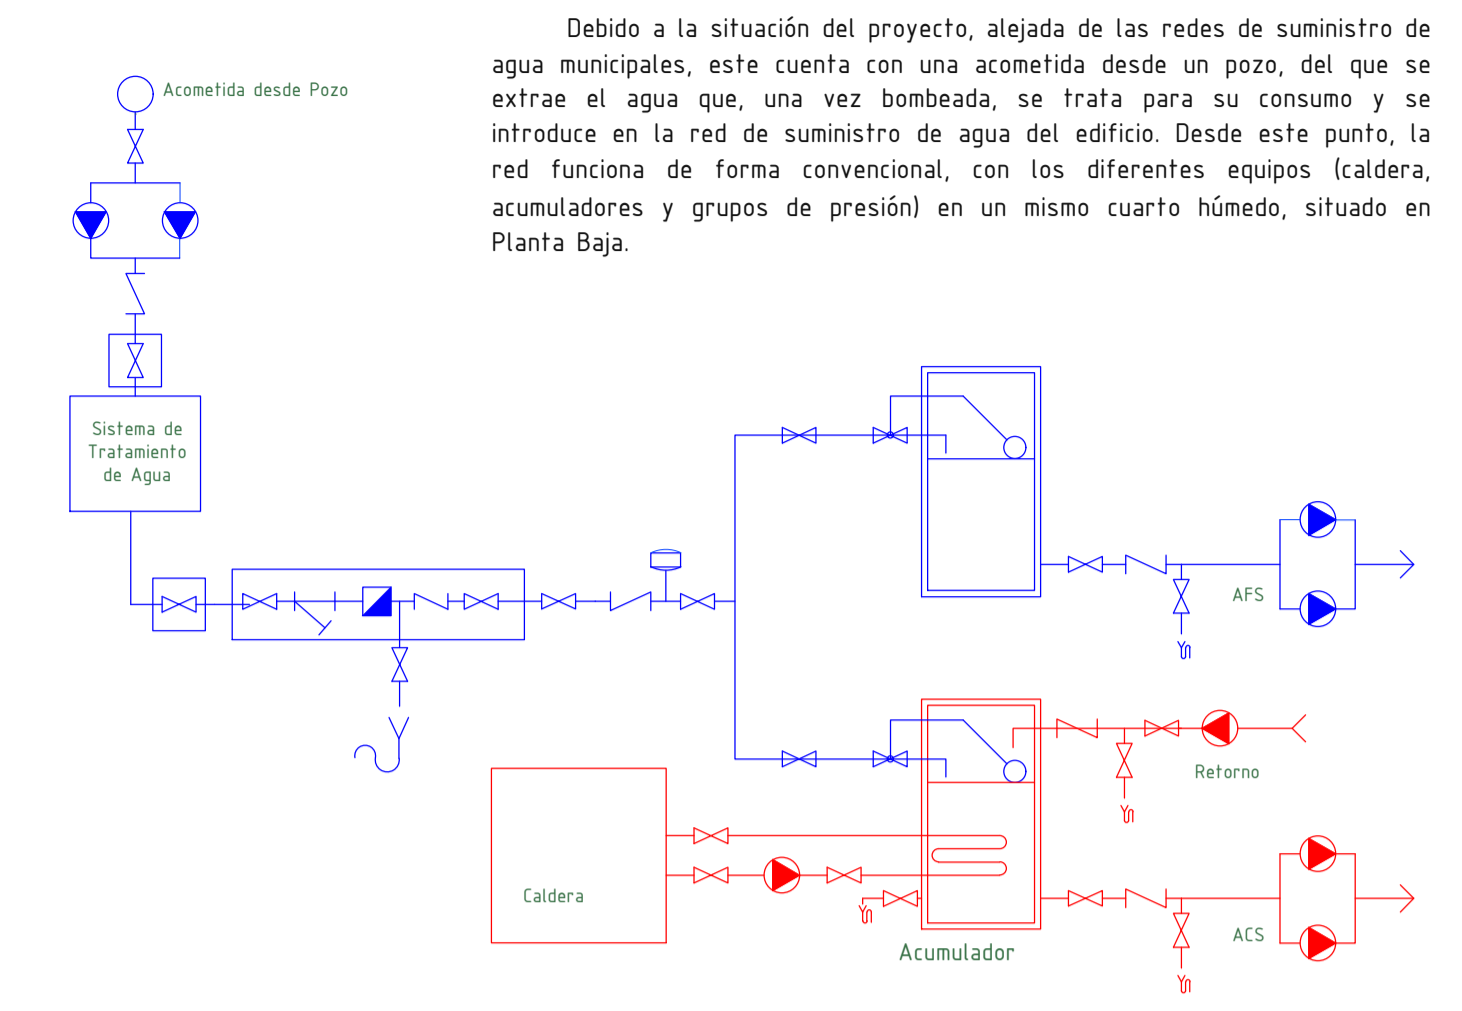 Debido a la situación del proyecto, alejada de las redes de suministro de
agua municipales, este cuenta con una acometida desde un pozo, del que se
extrae el agua que, una vez bombeada, se trata para su consumo y se
introduce en la red de suministro de agua del edificio. Desde este punto, la
red funciona de forma convencional, con los diferentes equipos (caldera,
acumuladores y grupos de presión) en un mismo cuarto húmedo, situado en
Planta Baja.
Acometida desde Pozo
Sistema de
Tratamiento
de Agua
AFS
Retorno
Caldera
Acumulador
ACS